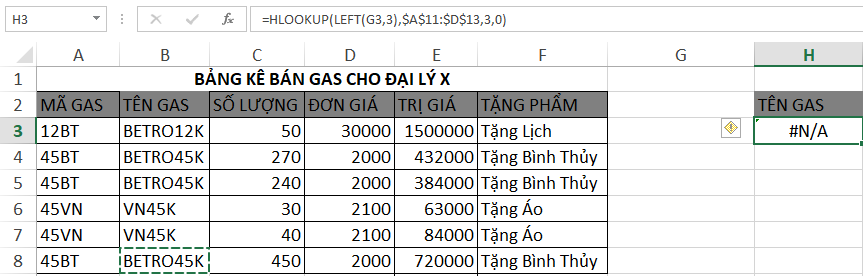 H3 =HLOOKUP(LEFT(G3,3),$A$11:$D$13,3,0)
A B C D E F G H
1 BẢNG KÊ BÁN GAS CHO ĐẠI LÝ X
2 MÃ GAS TÊN GAS SỐ LƯỢNG ĐƠN GIÁ TRỊ GIÁ TẶNG PHẨM TÊN GAS
3 12BT BETRO12K 50 30000 1500000 Tặng Lịch #N/A
4 45BT BETRO45K 270 2000 432000 Tặng Bình Thủy
5 45BT BETRO45K 240 2000 384000 Tặng Bình Thủy
6 45VN VN45K 30 2100 63000 Tặng Áo
7 45VN VN45K 40 2100 84000 Tặng Áo
8 45BT BETRO45K 450 2000 720000 Tặng Bình Thủy